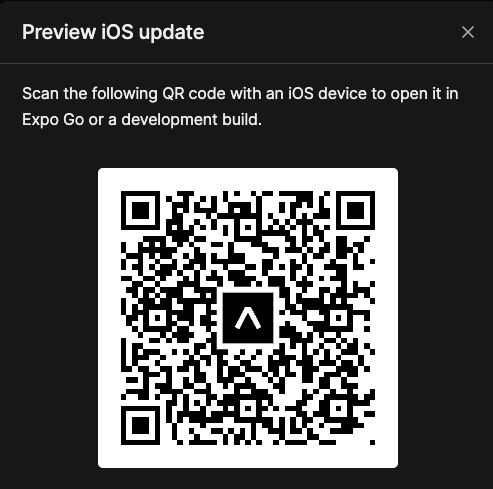 Preview iOS update
Scan the following QR code with an iOS device to open it in
Expo Go or a development build.